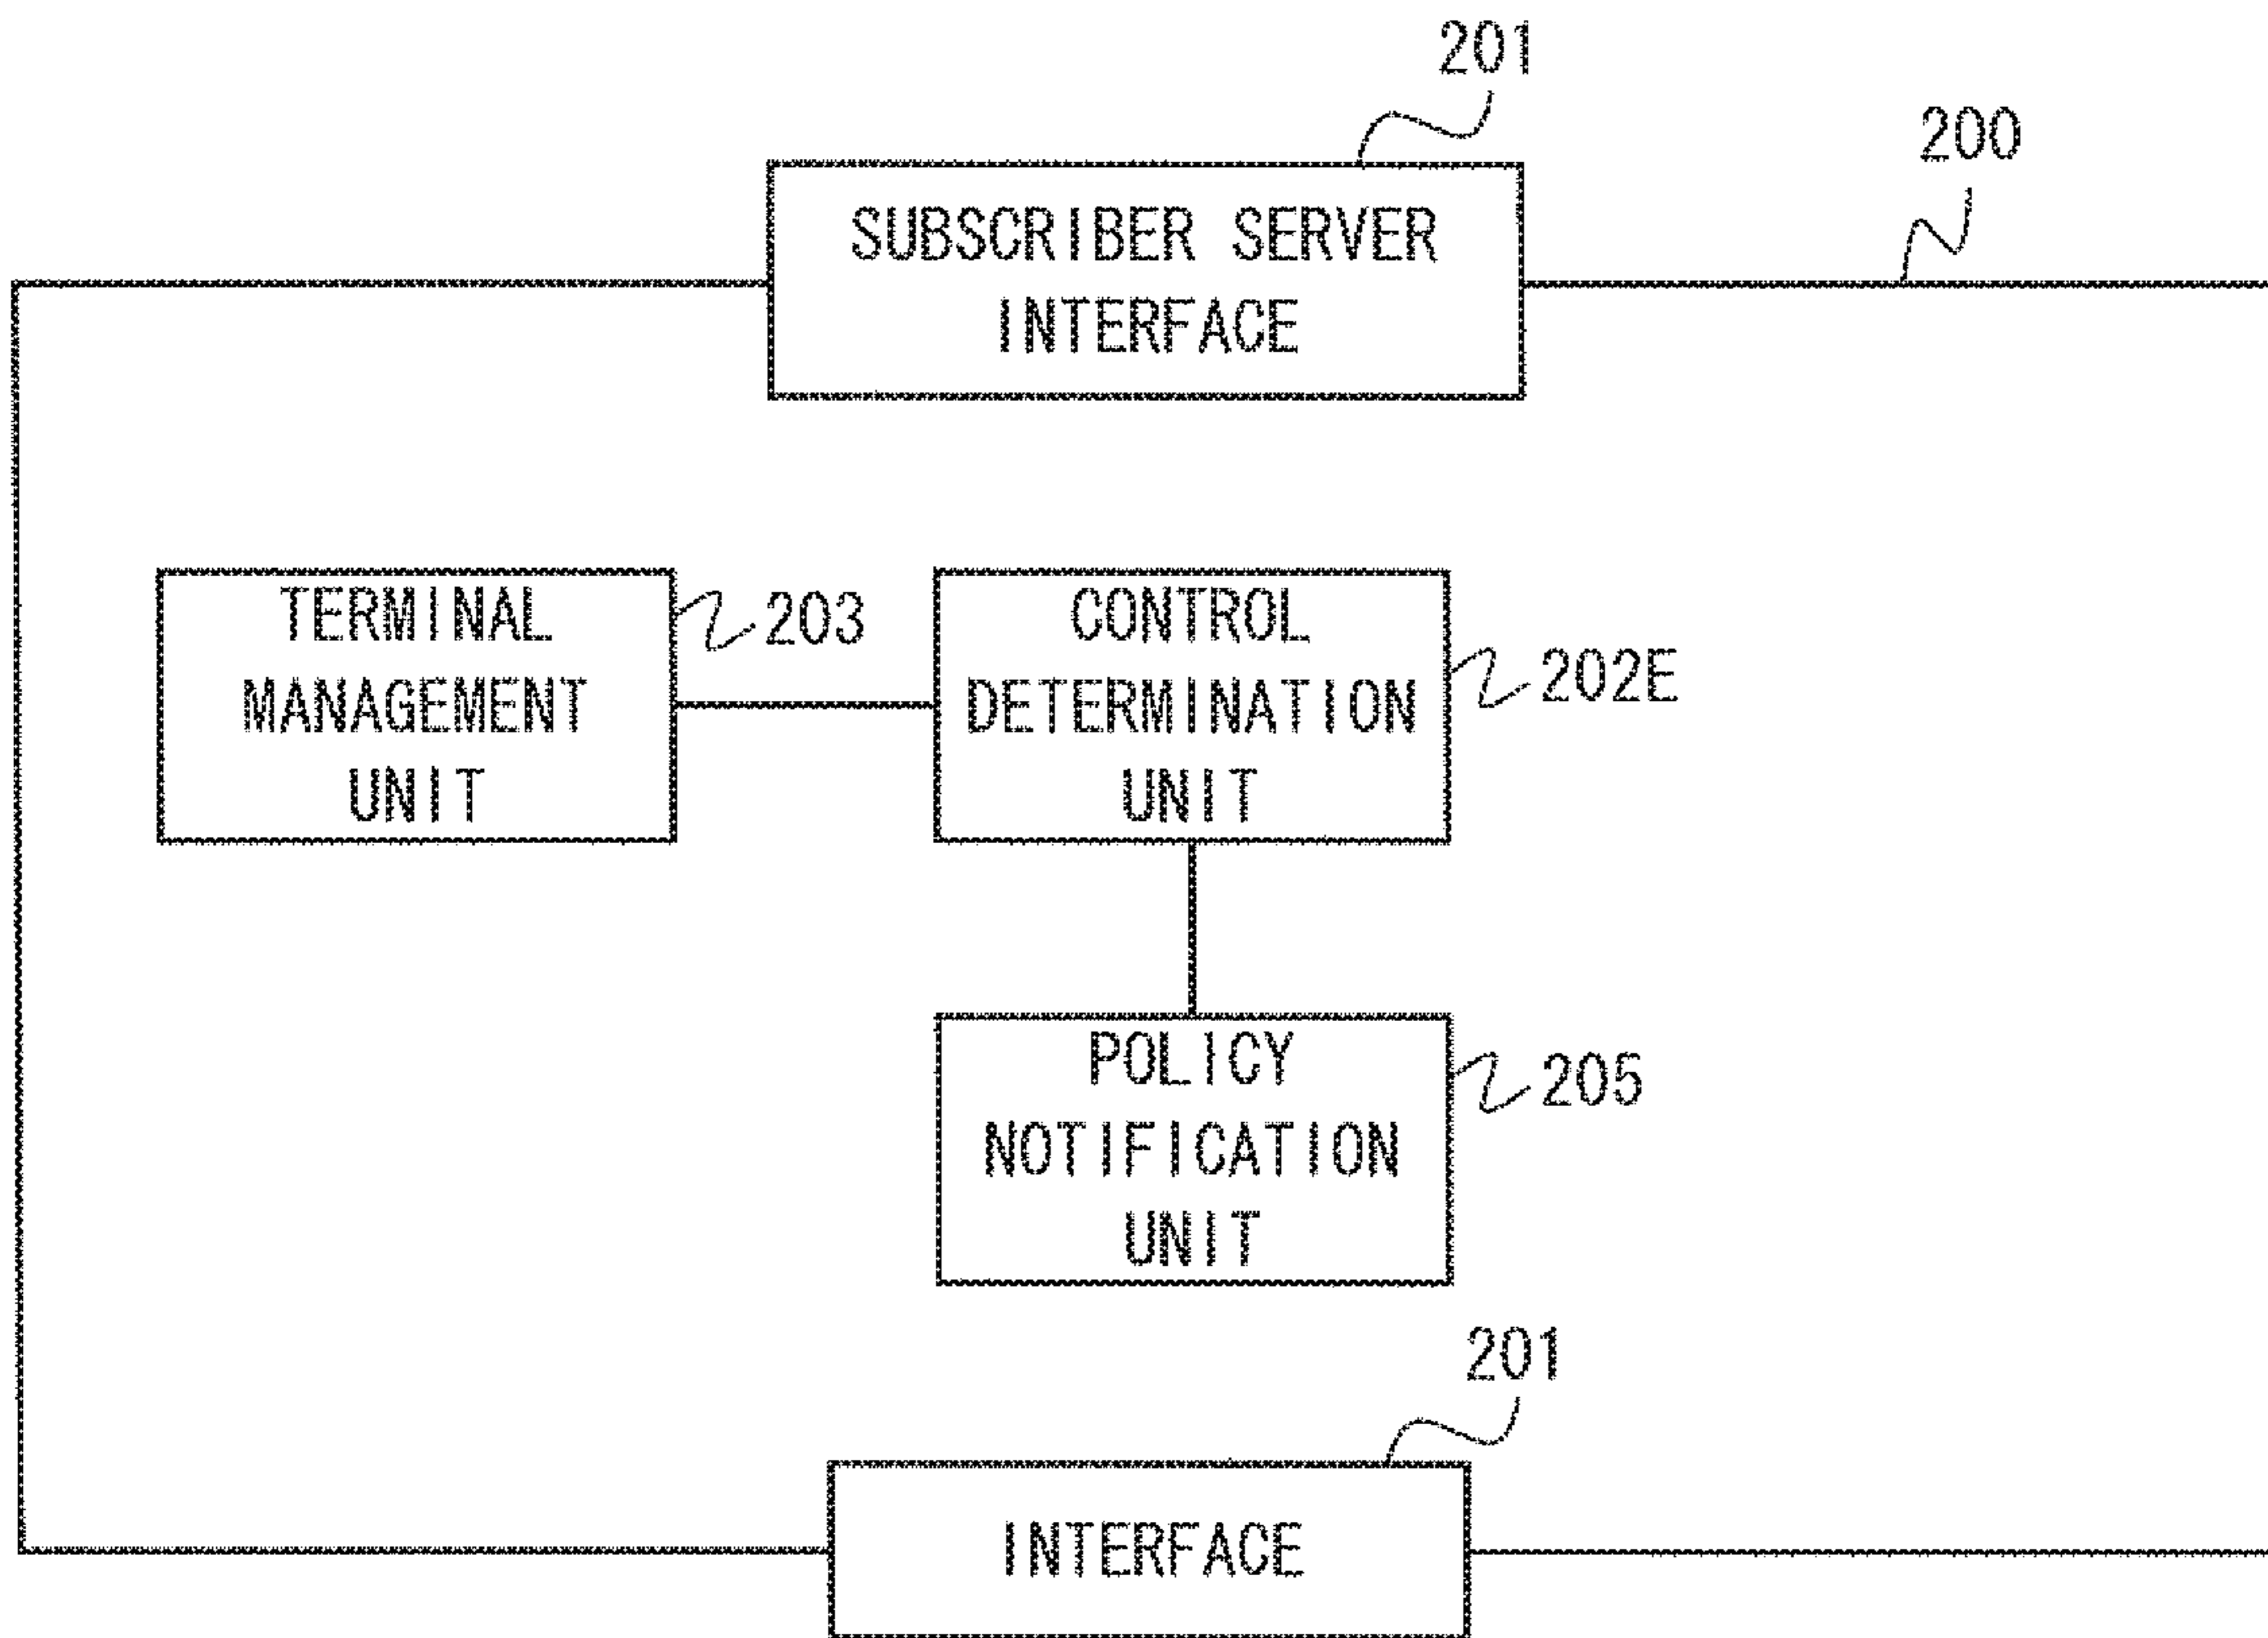 201
200
SUBSCRIBER SERVER
INTERFACE
TERMINAL
MANAGEMENT
UNIT
203
CONTROL
DETERMINATION
UNIT
202E
POLICY
NOTIFICATION
UNIT
205
201
INTERFACE